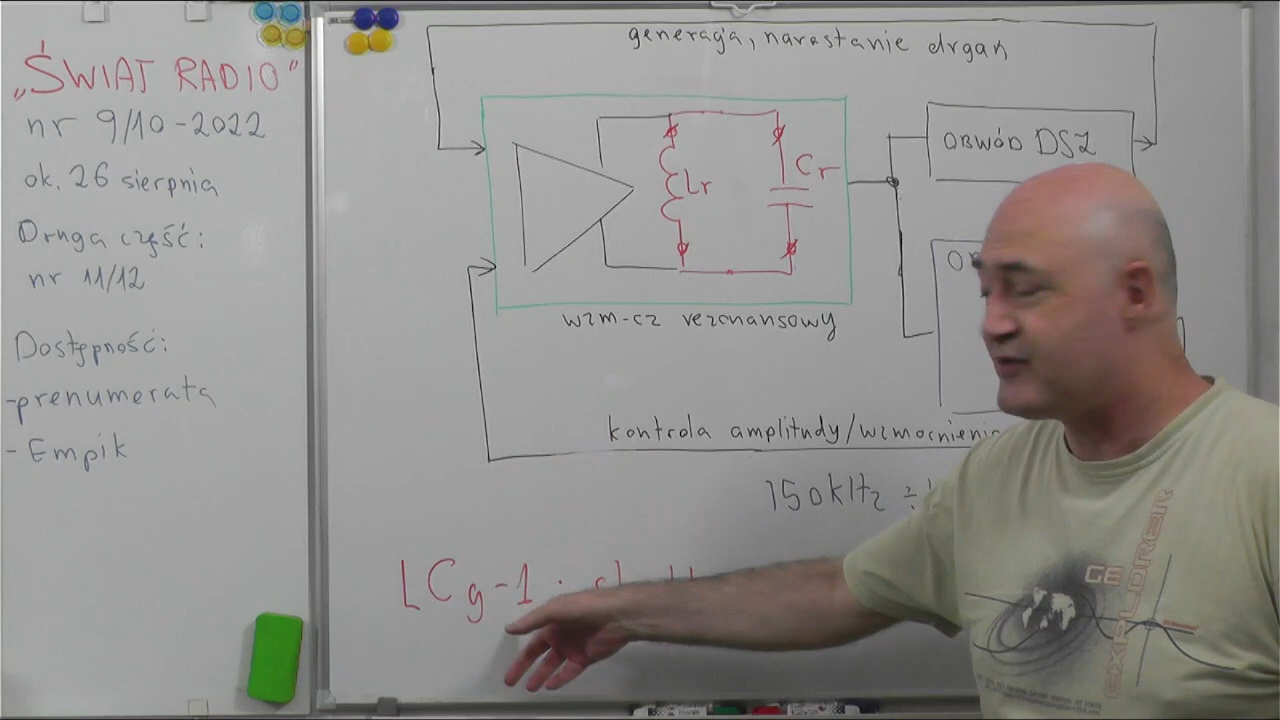 „ŚWIAT RADIO"
nr 9/10-2022
ok. 26 sierpnia
Druga część:
nr 11/12
Dostępność:
-prenumerata
- Empik
generacja, narastanie drgań
Lr
Cr
OBWÓD DSZ
wzm-cz rezonansowy
kontrola amplitudy/wzmocnienia
150kHz ÷
LCg-1
GEO
EXPLORER